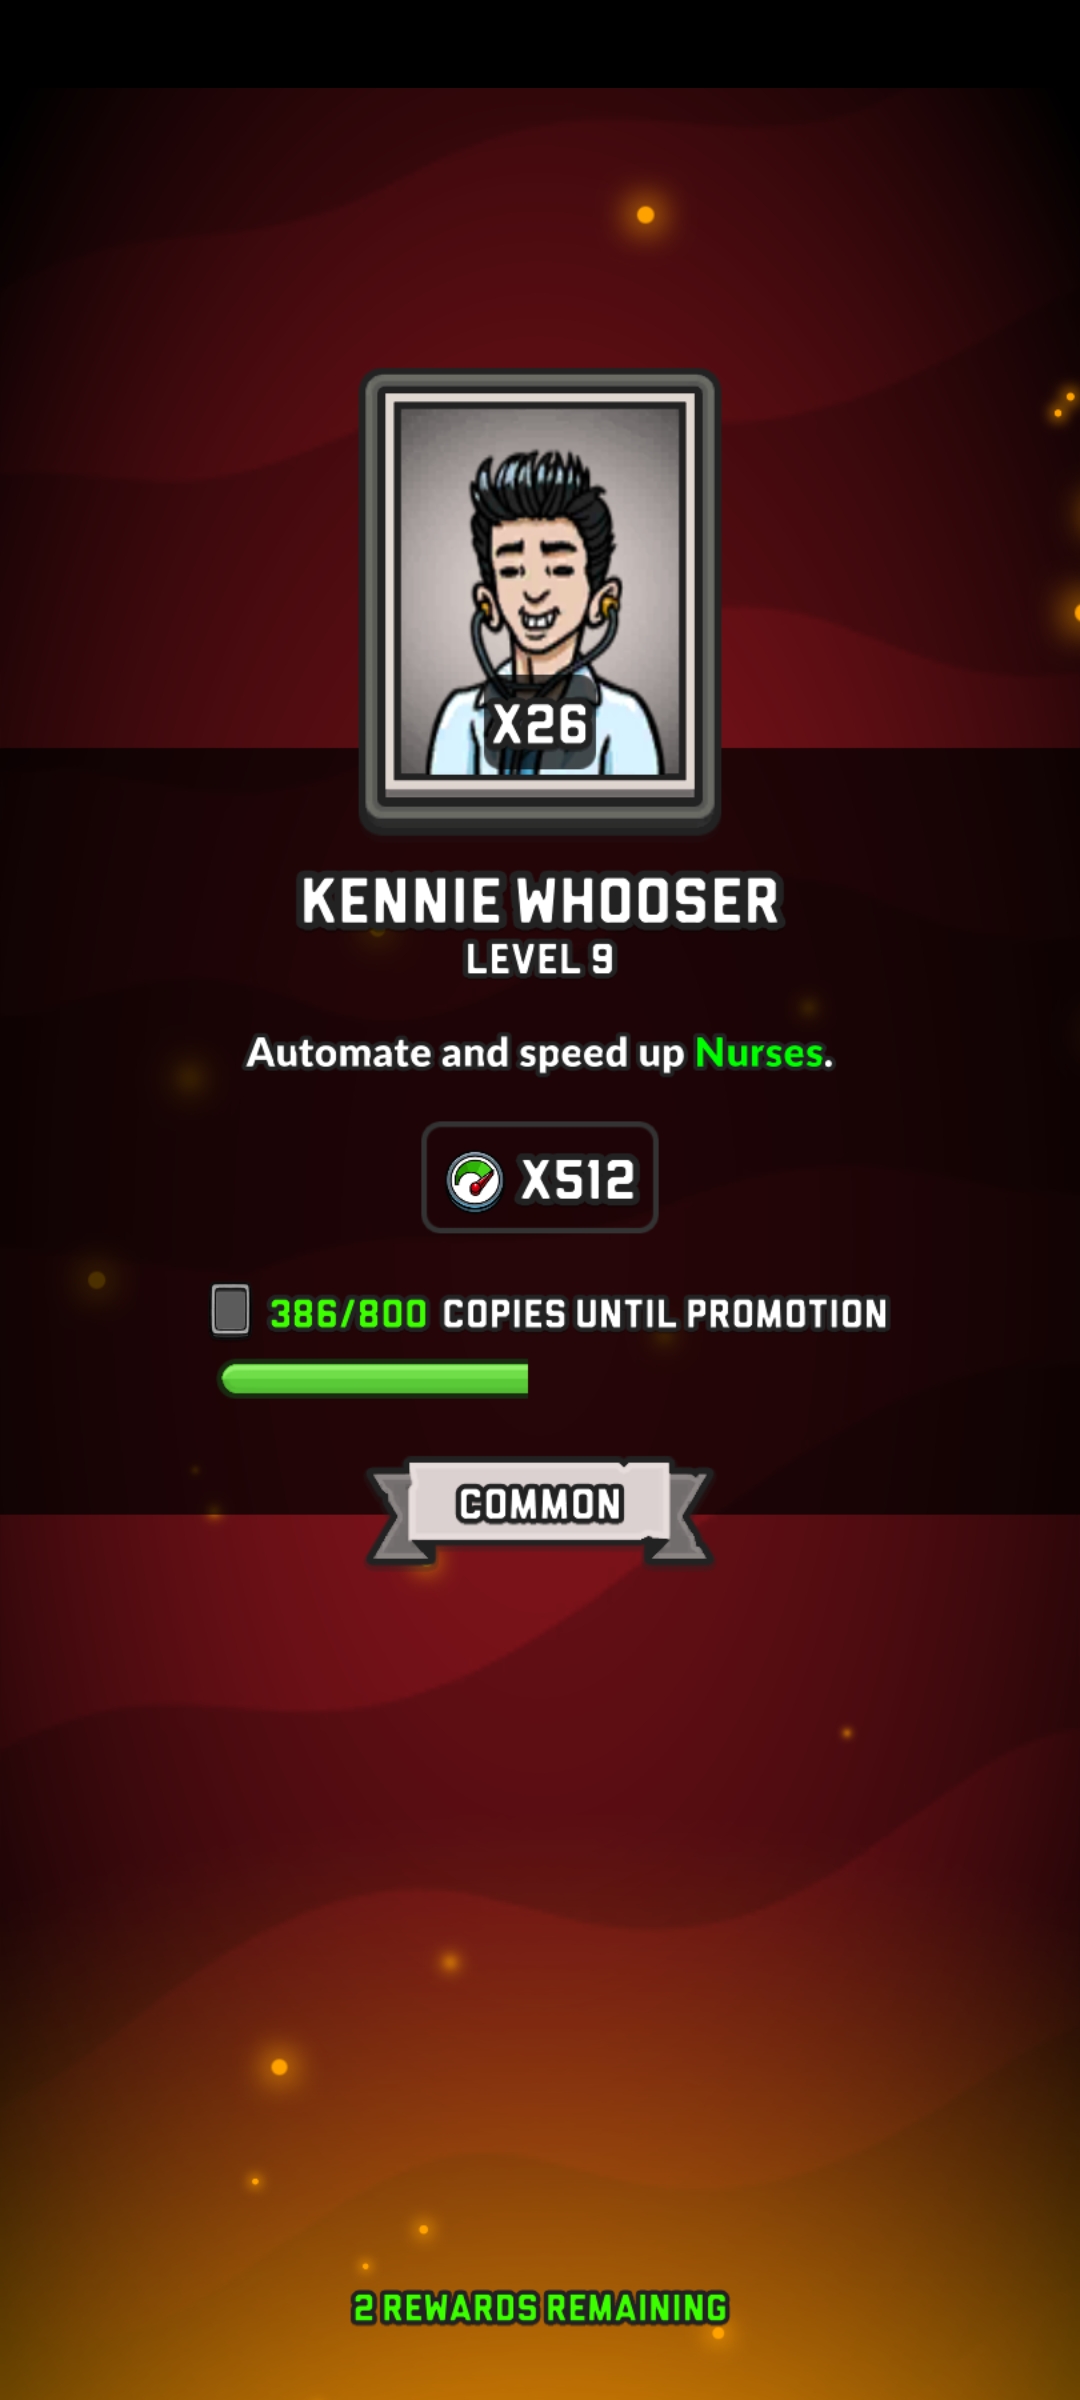 X26
KENNIE WHOOSER
LEVEL 9
Automate and speed up Nurses.
X512
386/800 COPIES UNTIL PROMOTION
COMMON
2 REWARDS REMAINING